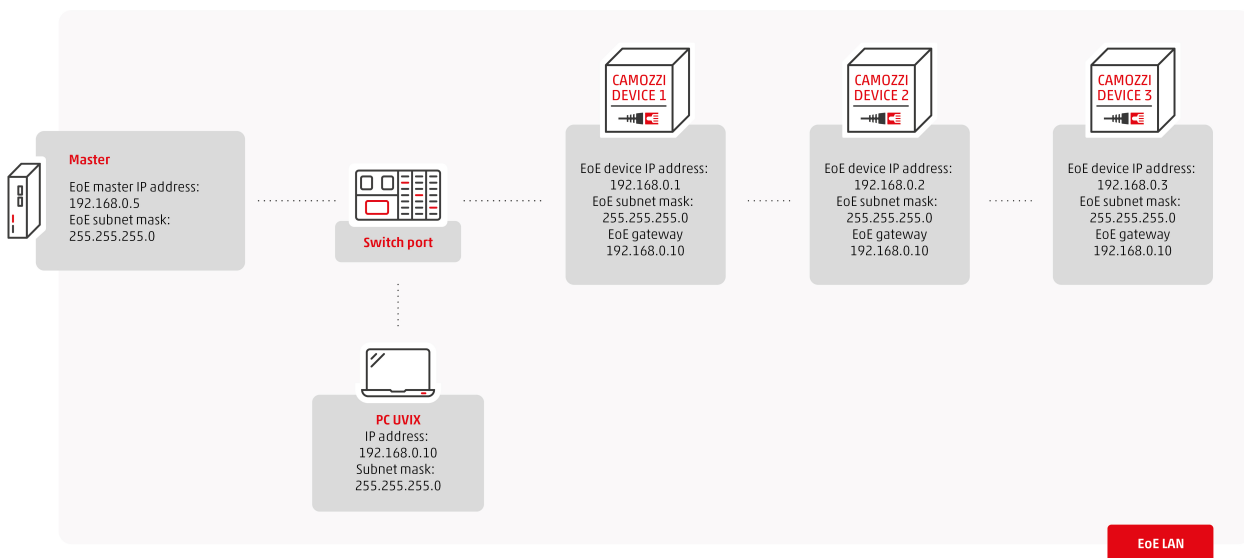 Master
EoE master IP address:
192.168.0.5
EoE subnet mask:
255.255.255.0
Switch port
PC UVIX
IP address:
192.168.0.10
Subnet mask:
255.255.255.0
CAMOZZI
DEVICE 1
EoE device IP address:
192.168.0.1
EoE subnet mask:
255.255.255.0
EoE gateway
192.168.0.10
CAMOZZI
DEVICE 2
EoE device IP address:
192.168.0.2
EoE subnet mask:
255.255.255.0
EoE gateway
192.168.0.10
CAMOZZI
DEVICE 3
EoE device IP address:
192.168.0.3
EoE subnet mask:
255.255.255.0
EoE gateway
192.168.0.10
EoE LAN